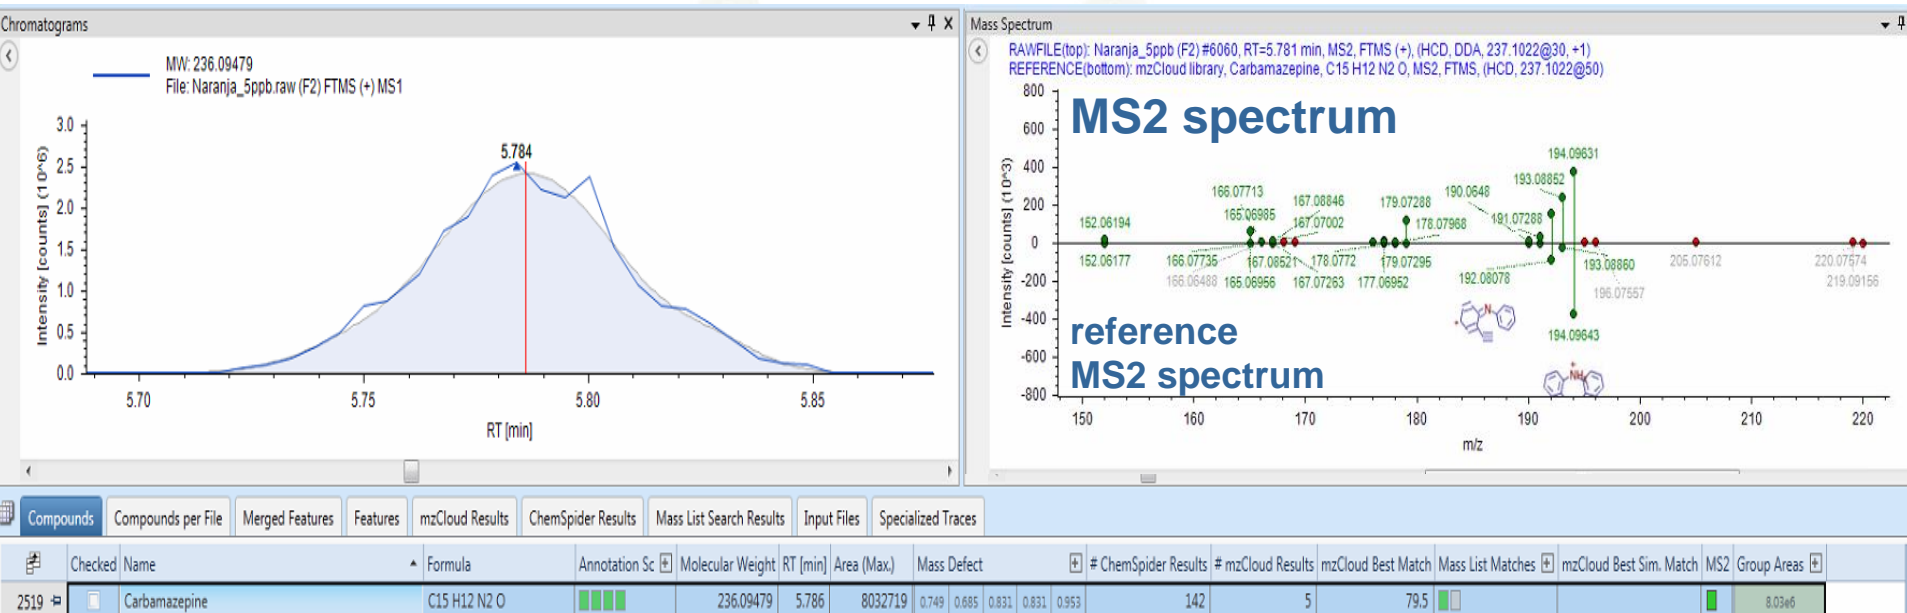 Chromatograms
MW: 236.09479
File: Naranja_5ppb.raw (F2) FTMS (+) MS1
5.784
Intensity [counts] (10^6)
3.0
2.5
2.0
1.5
1.0
0.5
0.0
5.70 5.75 5.80 5.85
RT [min]
Mass Spectrum
RAWFILE(top): Naranja_5ppb (F2) #6060, RT=5.781 min, MS2, FTMS (+), (HCD, DDA, 237.1022@30, +1)
REFERENCE(bottom): mzCloud library, Carbamazepine, C15 H12 N2 O, MS2, FTMS, (HCD, 237.1022@50)
MS2 spectrum
Intensity [counts] (10^3)
800
600
400
200
0
-200
-400
-600
-800
194.09631
193.08852
190.0648
166.07713
167.08846
179.07288
165.06985
167.07002
191.07288
178.07968
152.06194
152.06177
166.07735
167.0852
178.0772
179.07295
193.08860
205.07612
220.07574
166.06488
165.06956
167.07263
177.06952
192.08078
196.07557
219.09156
194.09643
N
NH
reference
MS2 spectrum
150 160 170 180 190 200 210 220
m/z
Compounds Compounds per File Merged Features Features mzCloud Results ChemSpider Results Mass List Search Results Input Files Specialized Traces
Checked Name Formula Annotation Sc Molecular Weight RT [min] Area (Max.) Mass Defect # ChemSpider Results # mzCloud Results mzCloud Best Match Mass List Matches mzCloud Best Sim. Match MS2 Group Areas
2519 Carbamazepine C15 H12 N2 O 236.09479 5.786 8032719 0.749 0.685 0.831 0.831 0.953 142 5 79.5 8.03e6